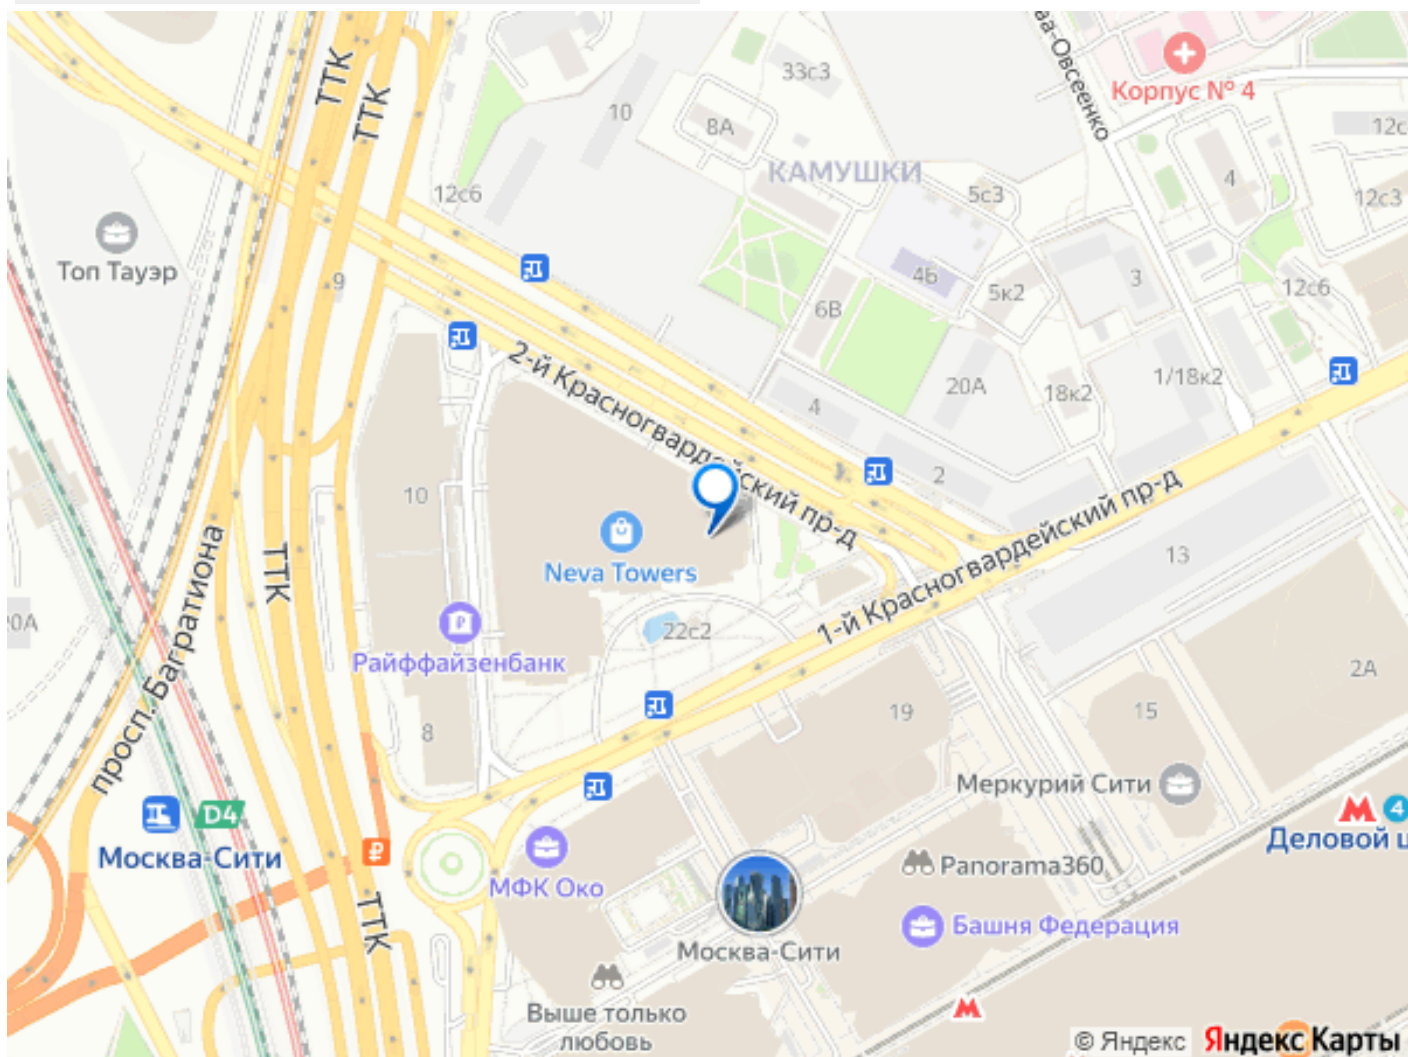 ТТК
ТТК
33с3
Корпус № 4
10
8А
12с
КАМУШКИ
4
12с6
5с3
12с3
Топ Тауэр
9
4Б
3
5к2
12с6
6В
2-й Красногвардейский пр-д
20А
1/18к2
18к2
4
2
10
1-й Красногвардейский пр-д
13
Neva Towers
ТТК
просп. Багратиона
20А
22с2
Райффайзенбанк
2А
19
15
8
Меркурий Сити
D4
4
Москва-Сити
₽
Деловой ц
МФК Око
Panorama360
ТТК
Башня Федерация
Москва-Сити
Выше только
любовь
© Яндекс Яндекс Карты